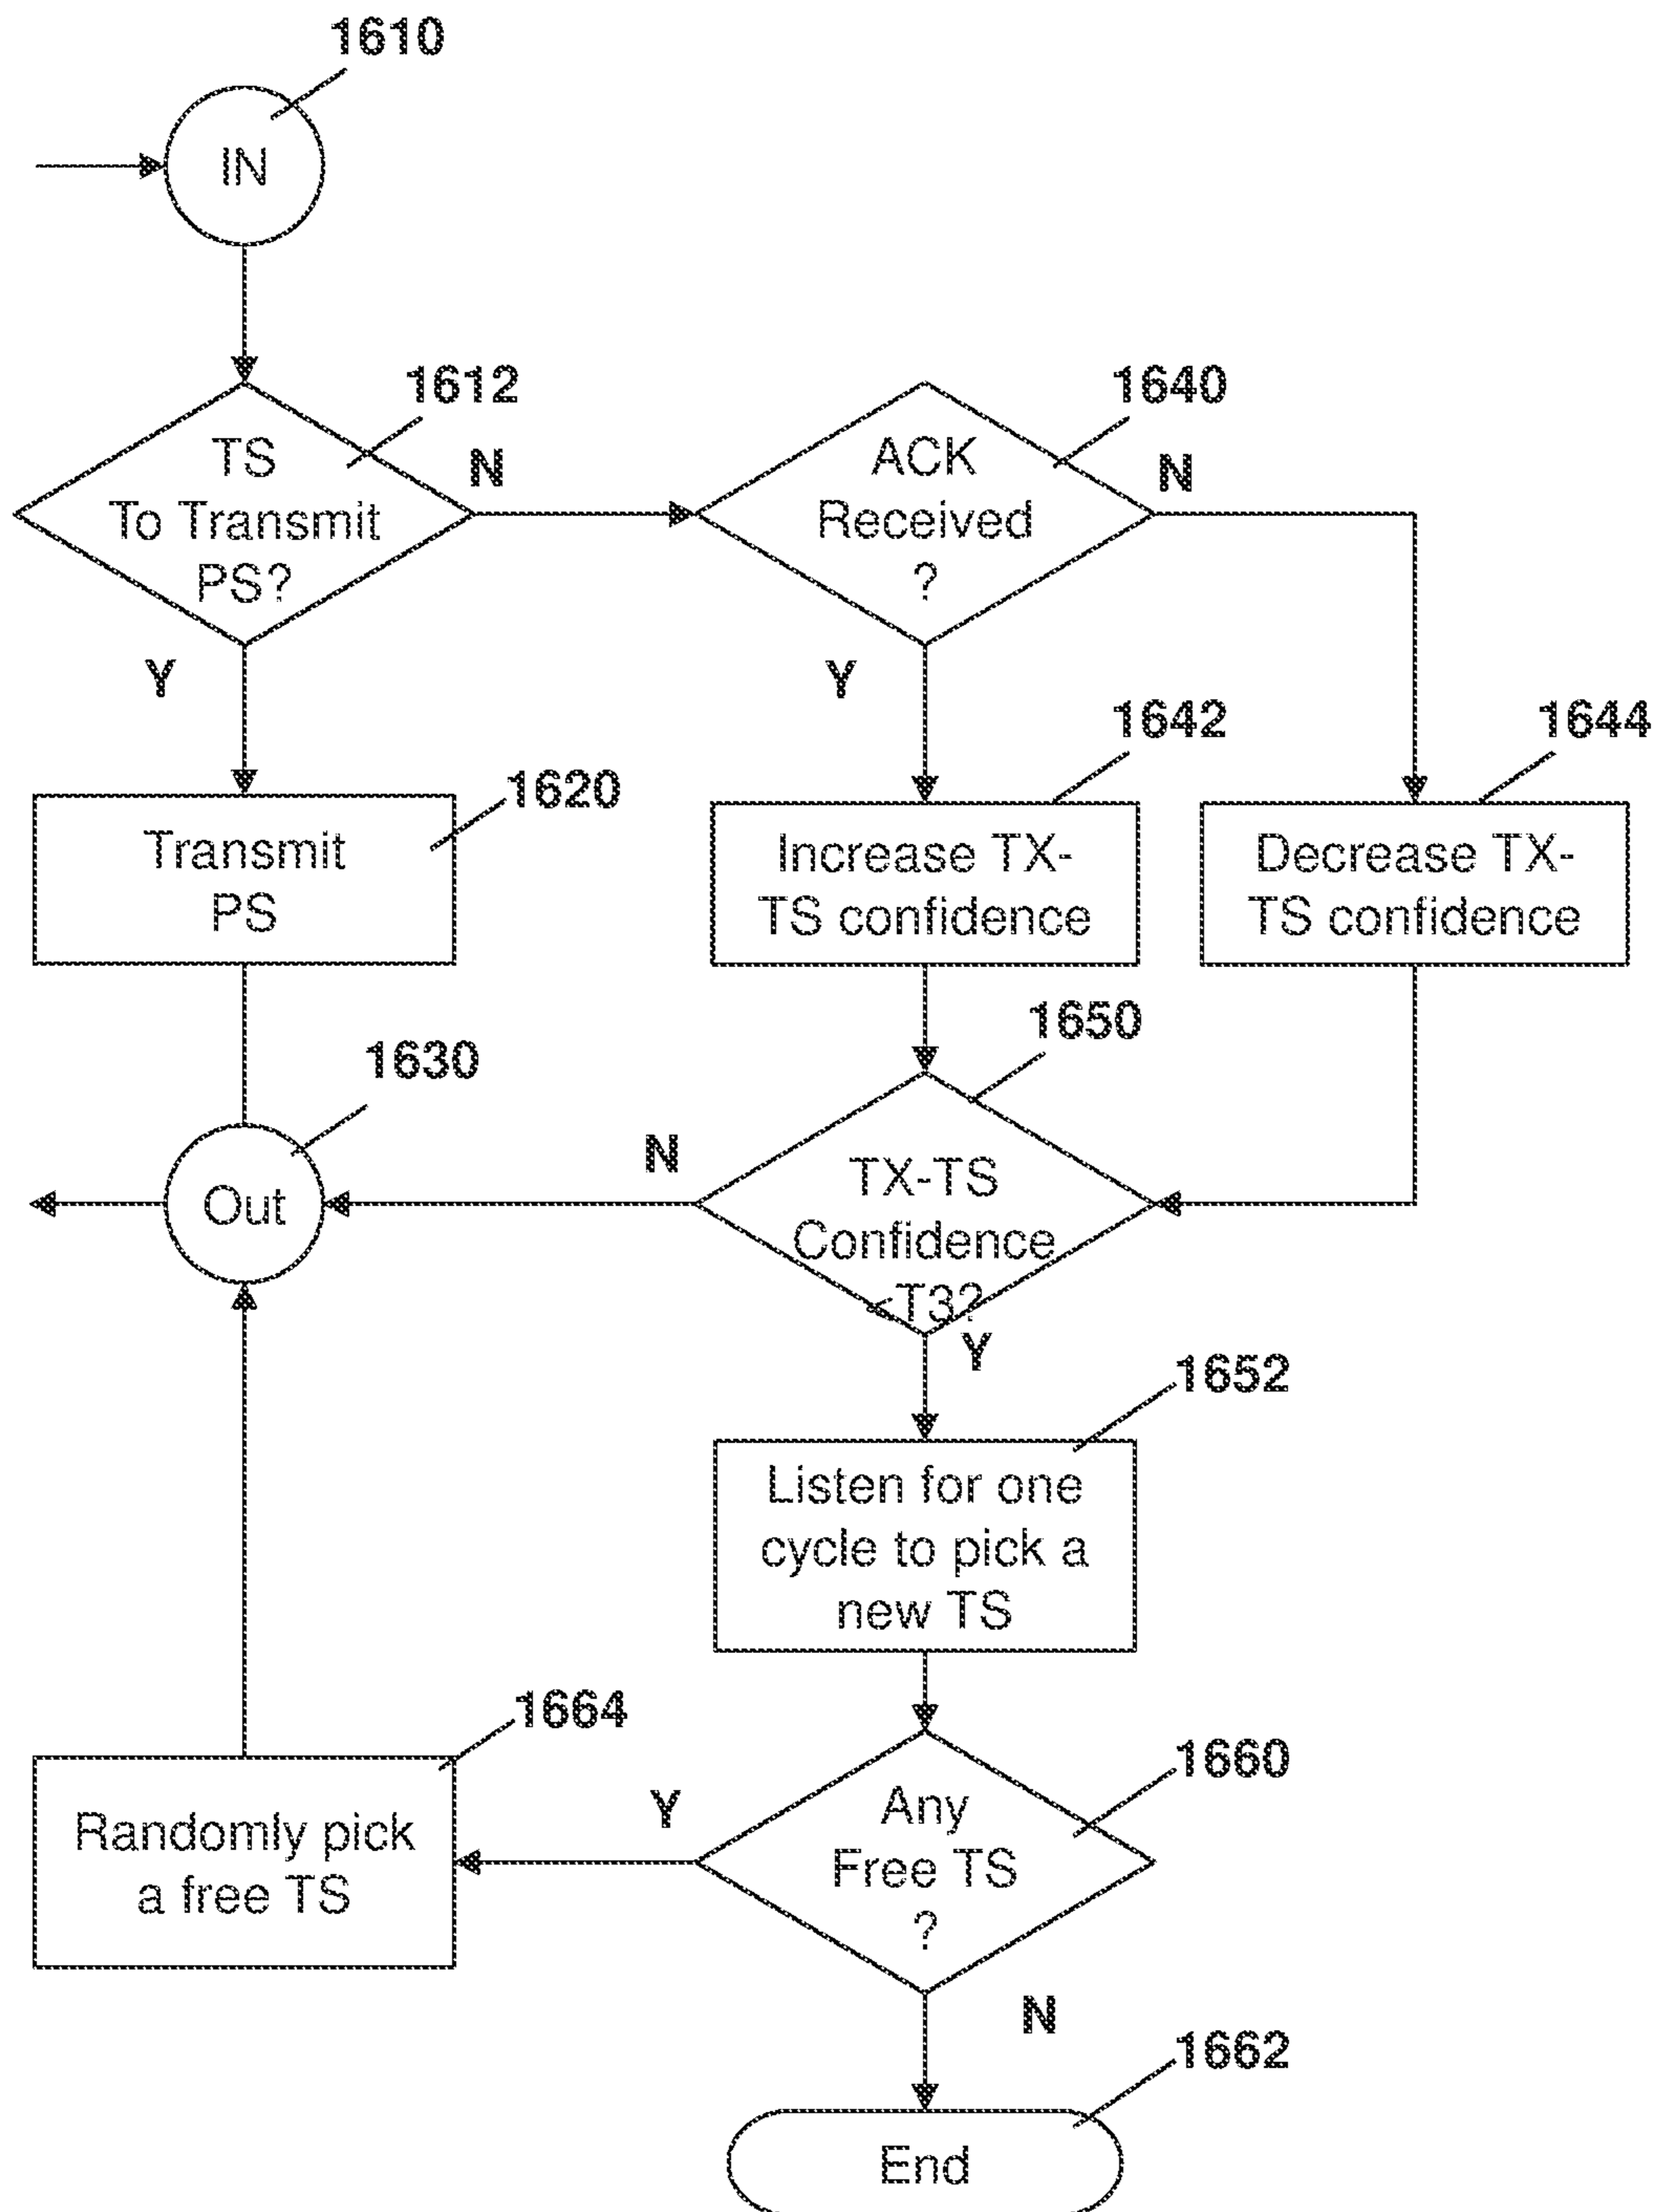 1610
IN
1612
TS
To Transmit
PS?
N
Y
1640
ACK
Received
?
N
Y
1620
Transmit
PS
1642
Increase TX-
TS confidence
1644
Decrease TX-
TS confidence
1630
Out
1650
TX-TS
Confidence
<T3?
N
Y
1652
Listen for one
cycle to pick a
new TS
1664
Randomly pick
a free TS
1660
Any
Free TS
?
Y
N
1662
End